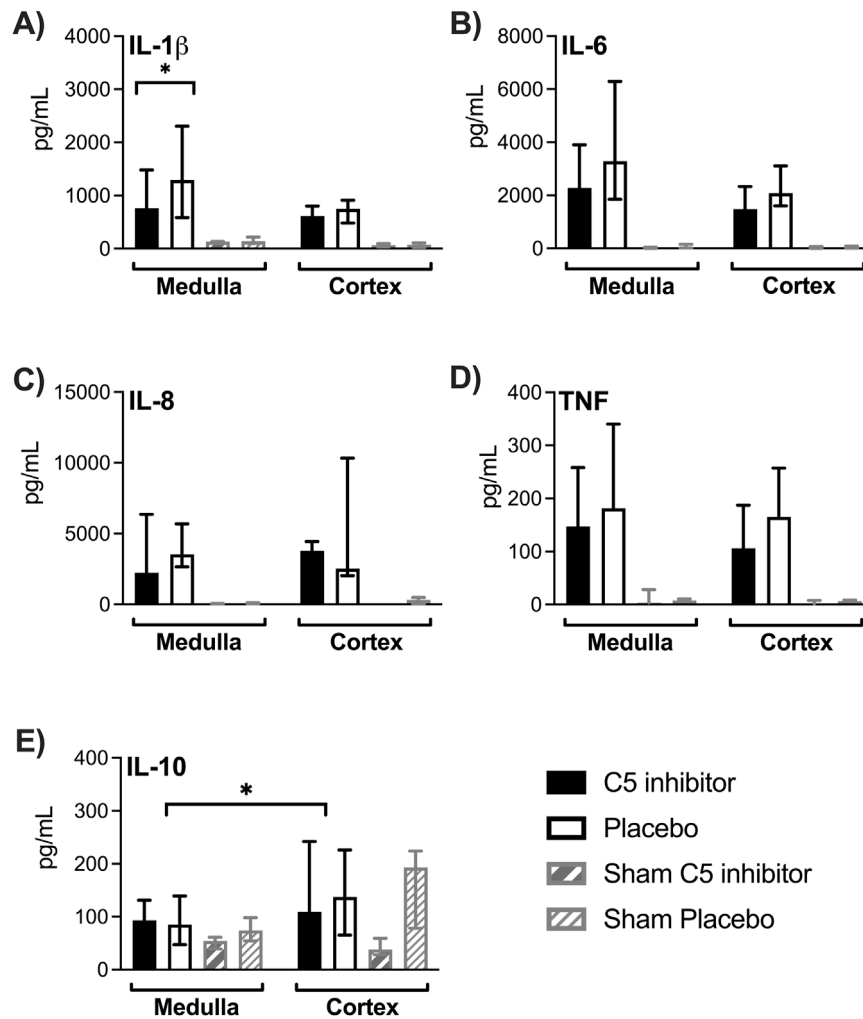 A)
IL-1β
*
pg/mL
4000
3000
2000
1000
0
Medulla
Cortex
B)
IL-6
pg/mL
8000
6000
4000
2000
0
Medulla
Cortex
C)
IL-8
pg/mL
15000
10000
5000
0
Medulla
Cortex
D)
TNF
pg/mL
400
300
200
100
0
Medulla
Cortex
E)
IL-10
*
pg/mL
400
300
200
100
0
Medulla
Cortex
C5 inhibitor
Placebo
Sham C5 inhibitor
Sham Placebo